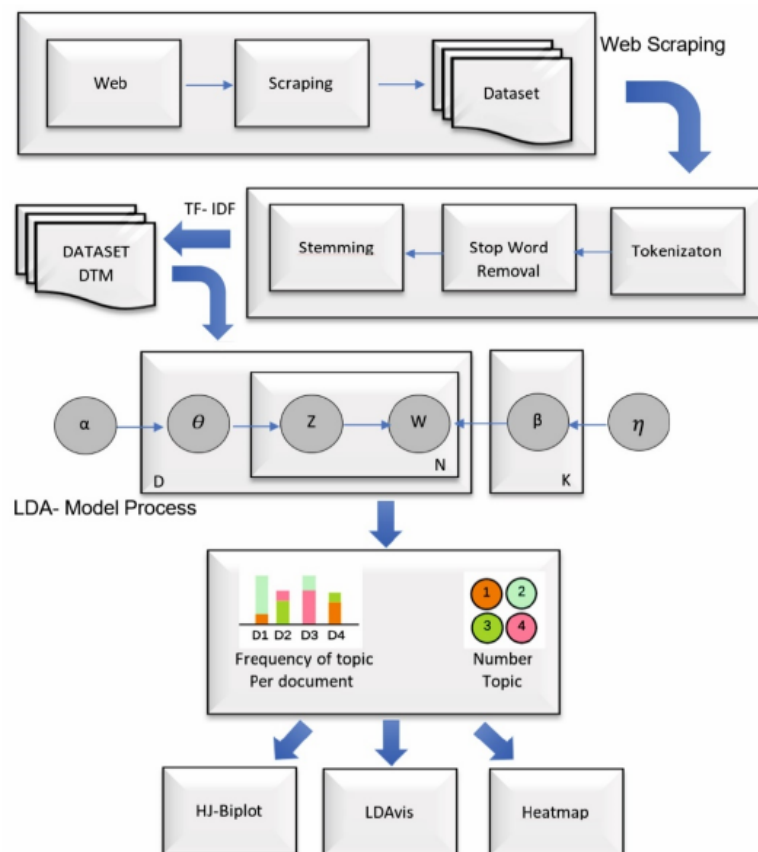 Web Scraping
Web
Scraping
Dataset
TF- IDF
DATASET
DTM
Stemming
Stop Word
Removal
Tokenizaton
α
θ
Z
W
β
η
N
D
K
LDA- Model Process
1
2
3
4
D1 D2 D3 D4
Frequency of topic
Per document
Number
Topic
HJ-Biplot
LDAvis
Heatmap